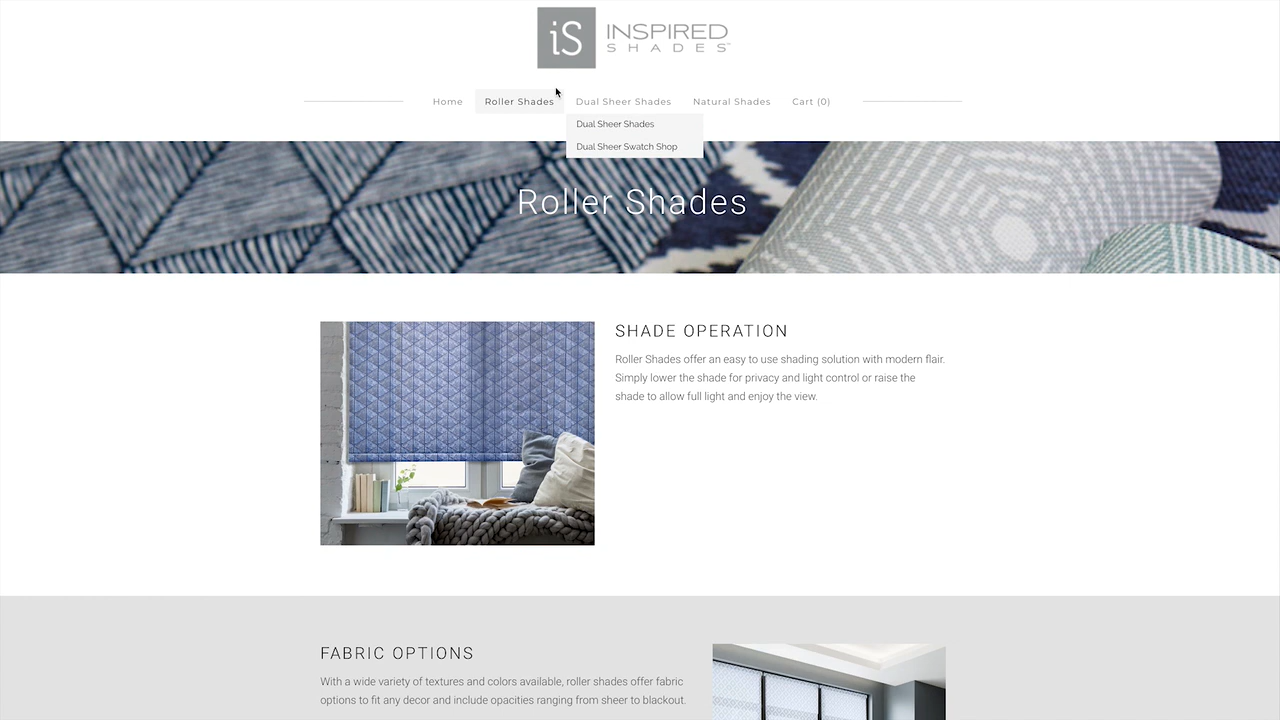 iS INSPIRED
SHADES™
Home Roller Shades Dual Sheer Shades Natural Shades Cart (0)
Dual Sheer Shades
Dual Sheer Swatch Shop
Roller Shades
SHADE OPERATION
Roller Shades offer an easy to use shading solution with modern flair.
Simply lower the shade for privacy and light control or raise the
shade to allow full light and enjoy the view.
FABRIC OPTIONS
With a wide variety of textures and colors available, roller shades offer fabric
options to fit any decor and include opacities ranging from sheer to blackout.